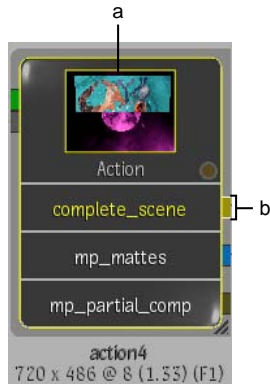 a
Action
complete_scene
b
mp_mattes
mp_partial_comp
action4
720 x 486 @ 8 (1.33) (F1)